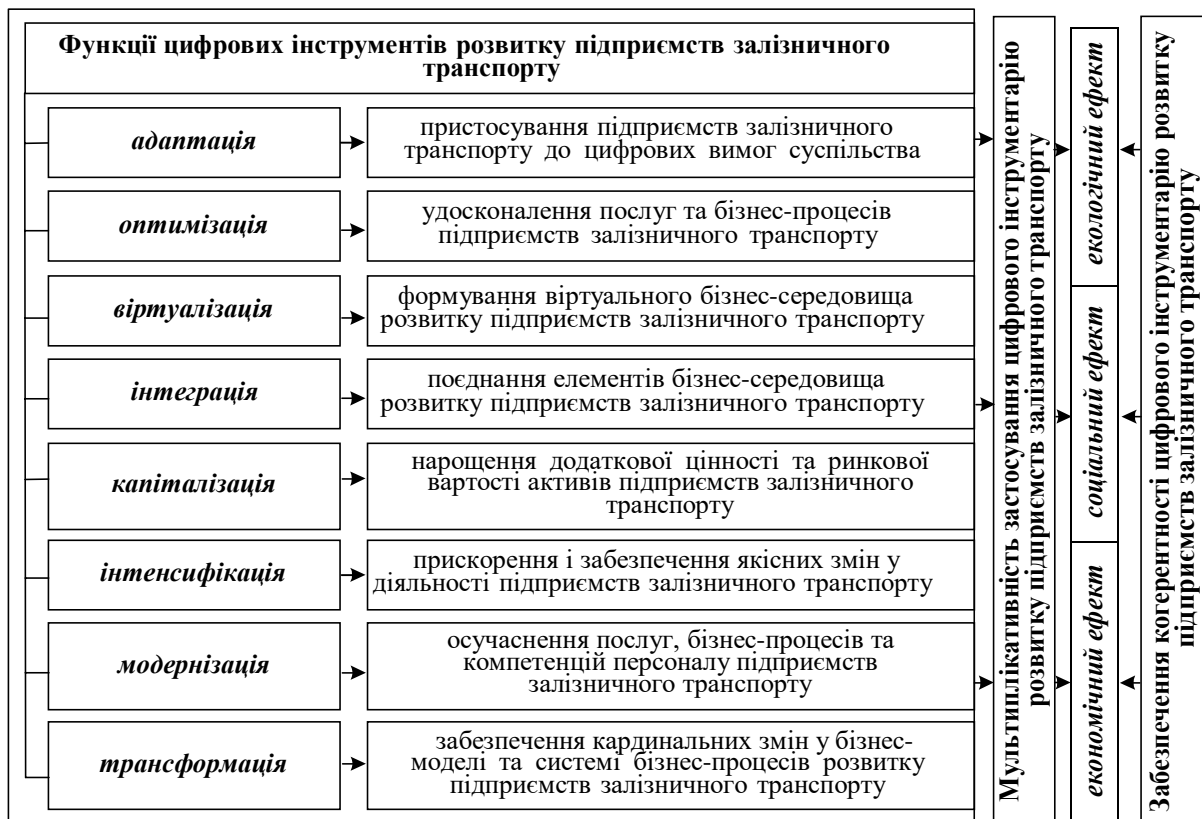 Функції цифрових інструментів розвитку підприємств залізничного
транспорту
адаптація
пристосування підприємств залізничного
транспорту до цифрових вимог суспільства
оптимізація
удосконалення послуг та бізнес-процесів
підприємств залізничного транспорту
віртуалізація
формування віртуального бізнес-середовища
розвитку підприємств залізничного транспорту
інтеграція
поєднання елементів бізнес-середовища
розвитку підприємств залізничного транспорту
капіталізація
нарощення додаткової цінності та ринкової
вартості активів підприємств залізничного
транспорту
інтенсифікація
прискорення і забезпечення якісних змін у
діяльності підприємств залізничного транспорту
модернізація
осучаснення послуг, бізнес-процесів та
компетенцій персоналу підприємств
залізничного транспорту
трансформація
забезпечення кардинальних змін у бізнес-
моделі та системі бізнес-процесів розвитку
підприємств залізничного транспорту
Мультиплікативність застосування цифрового інструментарію
розвитку підприємств залізничного транспорту
екологічний ефект
соціальний ефект
економічний ефект
Забезпечення когерентності цифрового інструментарію розвитку
підприємств залізничного транспорту